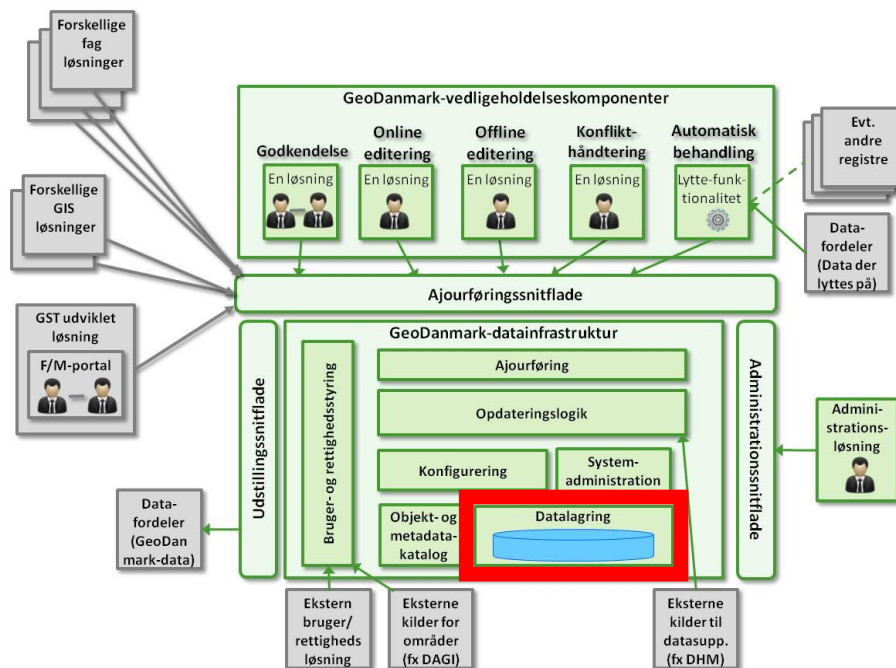 Forskellige
fag
løsninger
Forskellige
GIS
løsninger
GST udviklet
løsning
F/M-portal
GeoDanmark-vedligeholdelseskomponenter
Godkendelse
En løsning
Online
editering
En løsning
Offline
editering
En løsning
Konflikt-
håndtering
En løsning
Automatisk
behandling
Lytte-funk-
tionalitet
Evt.
andre
registre
Data-
fordeler
(Data der
lyttes på)
Ajourføringssnitflade
Udstillingssnitflade
GeoDanmark-datainfrastruktur
Bruger- og rettighedsstyring
Ajourføring
Opdateringslogik
Konfigurering
System-
administration
Objekt- og
metadata-
katalog
Datalagring
Administrationssnitflade
Admini-
strations-
løsning
Data-
fordeler
(GeoDan
mark-data)
Ekstern
bruger/
rettigheds
løsning
Eksterne
kilder for
områder
(fx DAGI)
Eksterne
kilder til
datasupp.
(fx DHM)